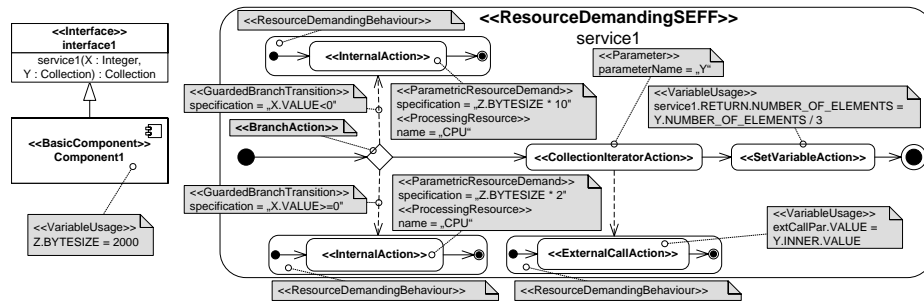 <<Interface>>
interface1
service1(X : Integer,
Y : Collection) : Collection
<<BasicComponent>>
Component1
<<VariableUsage>>
Z.BYTESIZE = 2000
<<ResourceDemandingSEFF>>
service1
<<ResourceDemandingBehaviour>>
<<InternalAction>>
<<GuardedBranchTransition>>
specification = „X.VALUE<0"
<<ParametricResourceDemand>>
specification = „Z.BYTESIZE * 10"
<<ProcessingResource>>
name = „CPU"
<<Parameter>>
parameterName = „Y"
<<VariableUsage>>
service1.RETURN.NUMBER_OF_ELEMENTS =
Y.NUMBER_OF_ELEMENTS / 3
<<BranchAction>>
<<CollectionIteratorAction>>
<<SetVariableAction>>
<<GuardedBranchTransition>>
specification = „X.VALUE>=0"
<<ParametricResourceDemand>>
specification = „Z.BYTESIZE * 2"
<<ProcessingResource>>
name = „CPU"
<<VariableUsage>>
extCallPar.VALUE =
Y.INNER.VALUE
<<InternalAction>>
<<ExternalCallAction>>
<<ResourceDemandingBehaviour>>
<<ResourceDemandingBehaviour>>